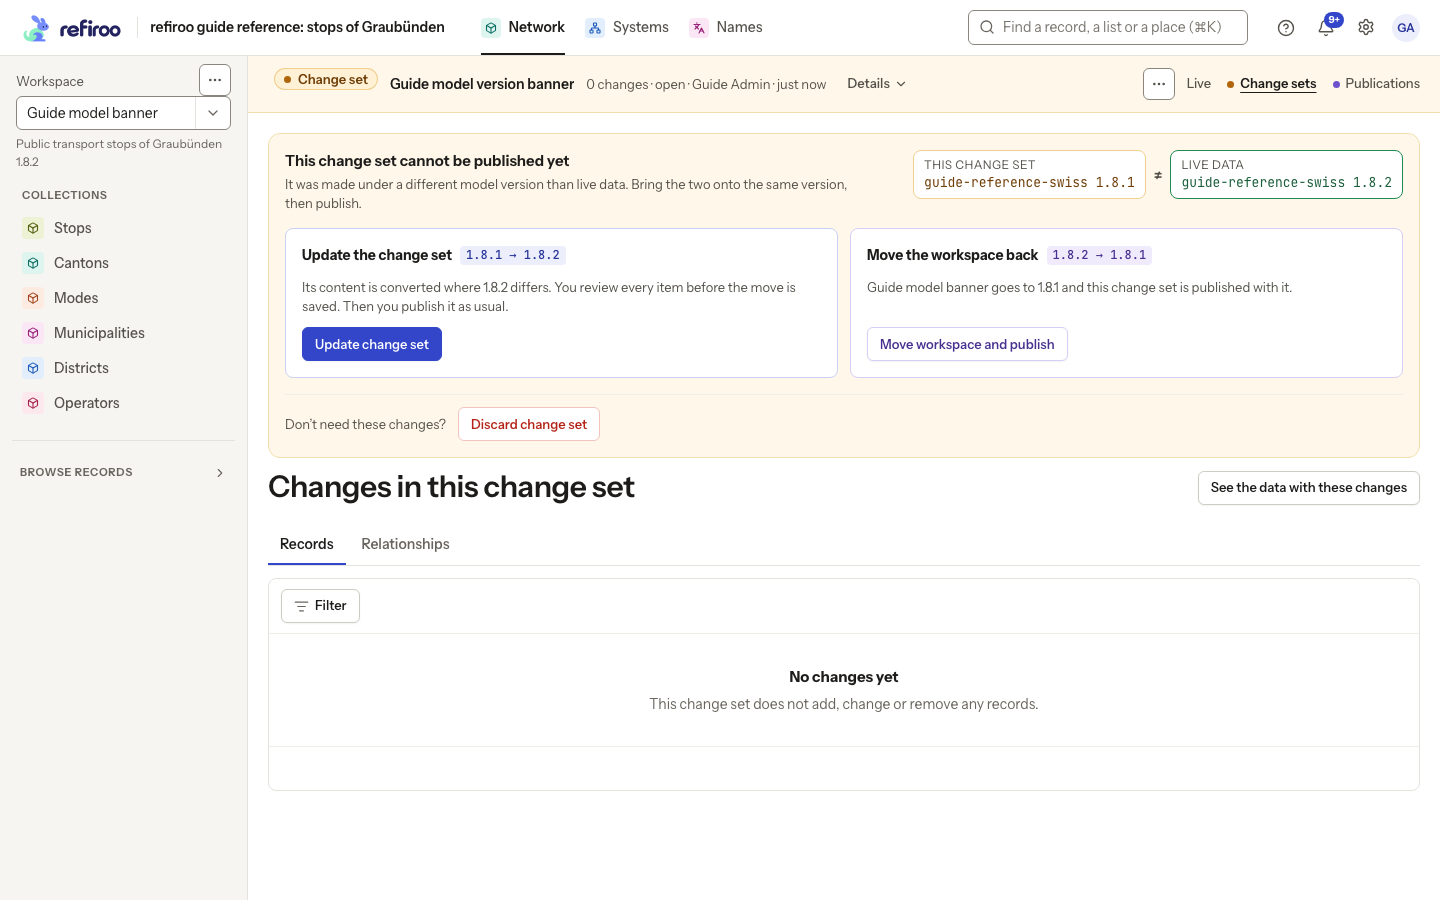 refiroo
refiroo guide reference: stops of Graubünden
Network
Systems
Names
Find a record, a list or a place (⌘K)
9+
GA
Workspace
Guide model banner
Public transport stops of Graubünden
1.8.2
COLLECTIONS
Stops
Cantons
Modes
Municipalities
Districts
Operators
BROWSE RECORDS
Change set
Guide model version banner
0 changes · open · Guide Admin · just now
Details
Live
Change sets
Publications
This change set cannot be published yet
It was made under a different model version than live data. Bring the two onto the same version,
then publish.
THIS CHANGE SET
guide-reference-swiss 1.8.1
≠
LIVE DATA
guide-reference-swiss 1.8.2
Update the change set 1.8.1 → 1.8.2
Its content is converted where 1.8.2 differs. You review every item before the move is
saved. Then you publish it as usual.
Update change set
Move the workspace back 1.8.2 → 1.8.1
Guide model banner goes to 1.8.1 and this change set is published with it.
Move workspace and publish
Don't need these changes?
Discard change set
Changes in this change set
See the data with these changes
Records
Relationships
Filter
No changes yet
This change set does not add, change or remove any records.